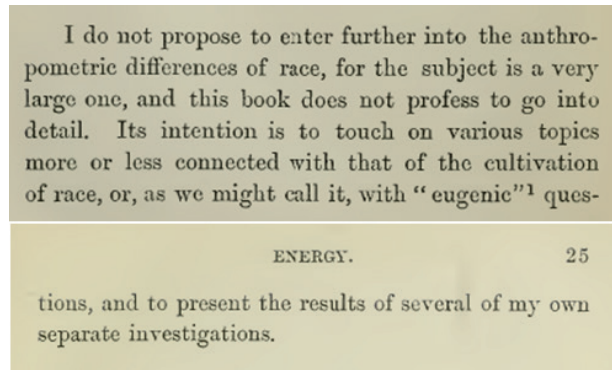 I do not propose to enter further into the anthro-
pometric differences of race, for the subject is a very
large one, and this book does not profess to go into
detail. Its intention is to touch on various topics
more or less connected with that of the cultivation
of race, or, as we might call it, with “eugenic”¹ ques-
ENERGY. 25
tions, and to present the results of several of my own
separate investigations.